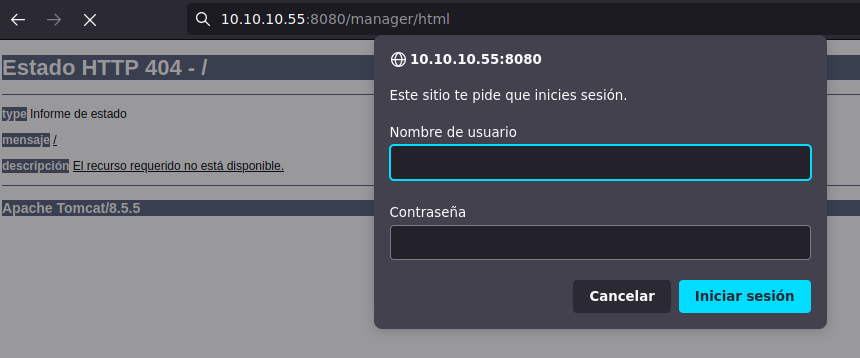 10.10.10.55:8080/manager/html
Estado HTTP 404 - /
type Informe de estado
mensaje /
descripción El recurso requerido no está disponible.
Apache Tomcat/8.5.5
10.10.10.55:8080
Este sitio te pide que inicies sesión.
Nombre de usuario
Contraseña
Cancelar
Iniciar sesión